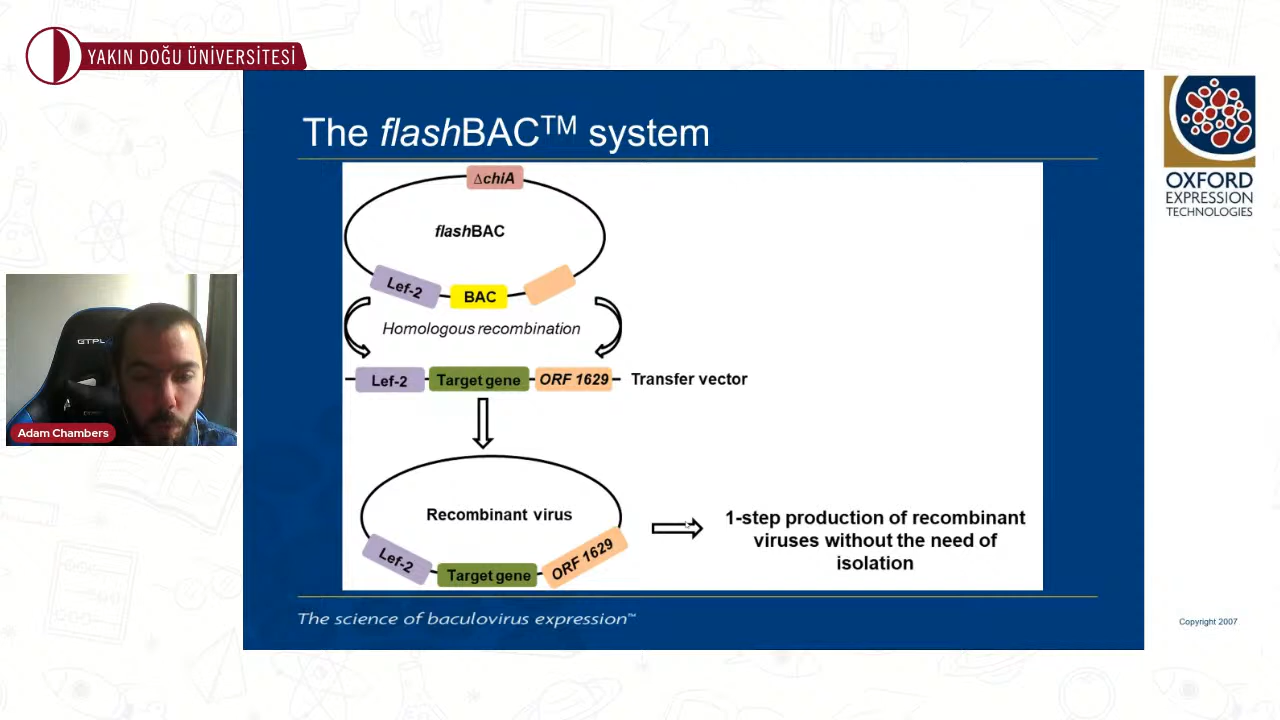 YAKIN DOĞU ÜNİVERSİTESİ
The flashBAC™ system
OXFORD
EXPRESSION
TECHNOLOGIES
∆chiA
flashBAC
Lef-2
BAC
Homologous recombination
Lef-2
Target gene
ORF 1629
Transfer vector
GTPL
Adam Chambers
Recombinant virus
Lef-2
Target gene
ORF 1629
1-step production of recombinant
viruses without the need of
isolation
The science of baculovirus expression™
Copyright 2007